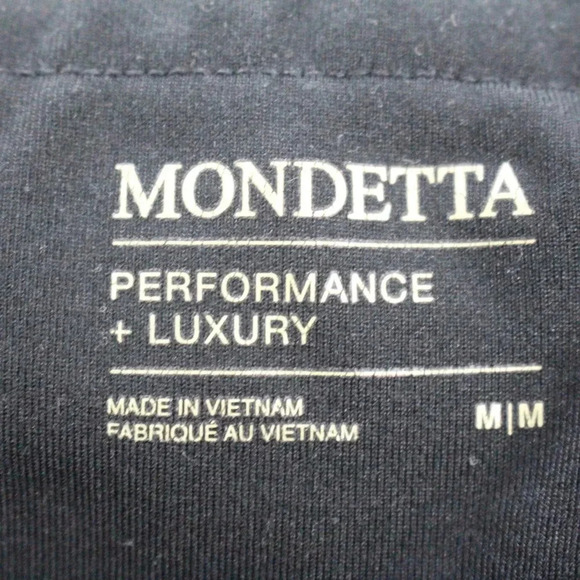 MONDETTA
PERFORMANCE
+ LUXURY
MADE IN VIETNAM
FABRIQUÉ AU VIETNAM
M|M